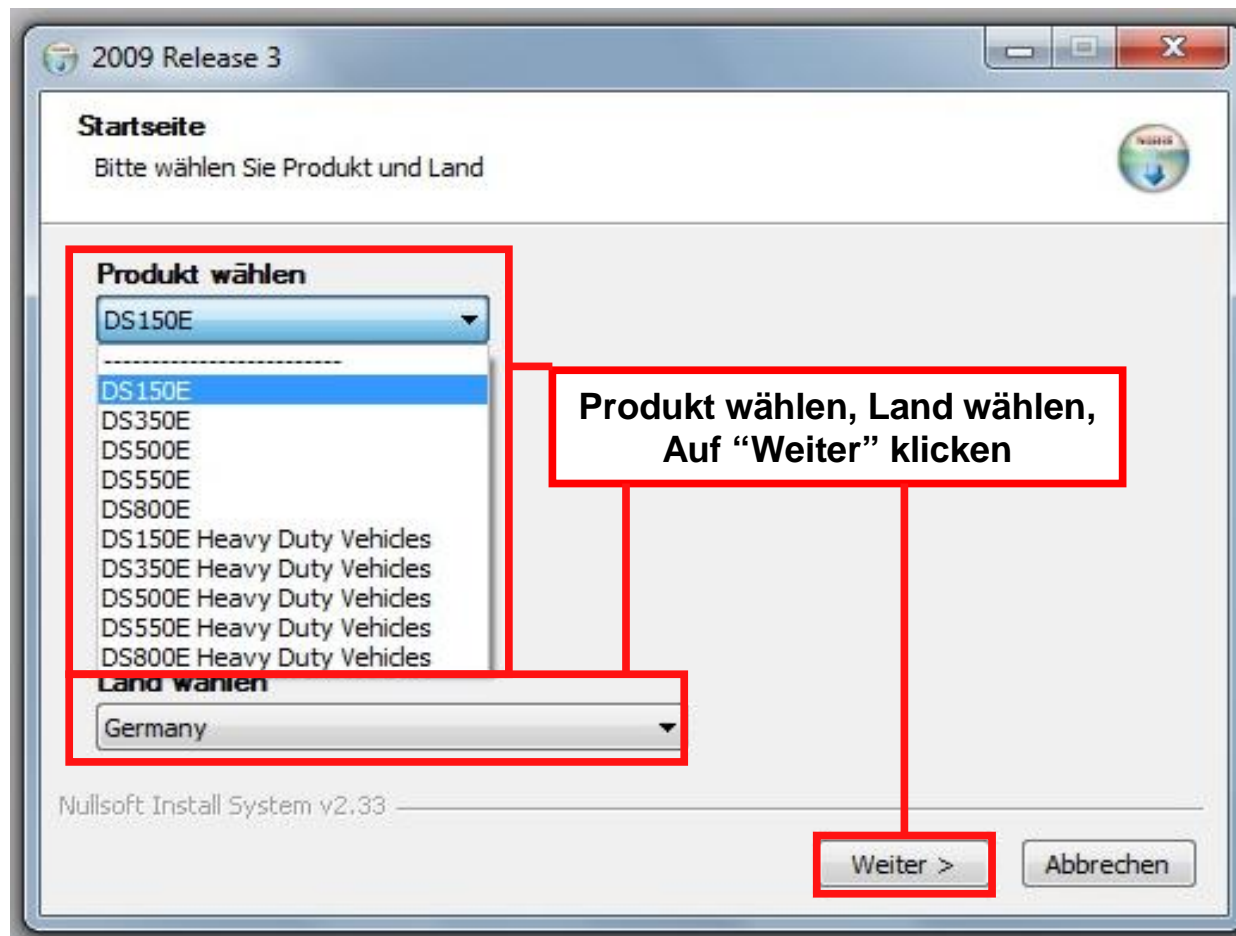 2009 Release 3
Startseite
Bitte wählen Sie Produkt und Land
Produkt wählen
DS150E
--------------------------
DS150E
DS350E
DS500E
DS550E
DS800E
DS150E Heavy Duty Vehicles
DS350E Heavy Duty Vehicles
DS500E Heavy Duty Vehicles
DS550E Heavy Duty Vehicles
DS800E Heavy Duty Vehicles
Produkt wählen, Land wählen,
Auf “Weiter” klicken
Land wählen
Germany
Nullsoft Install System v2.33
Weiter >
Abbrechen